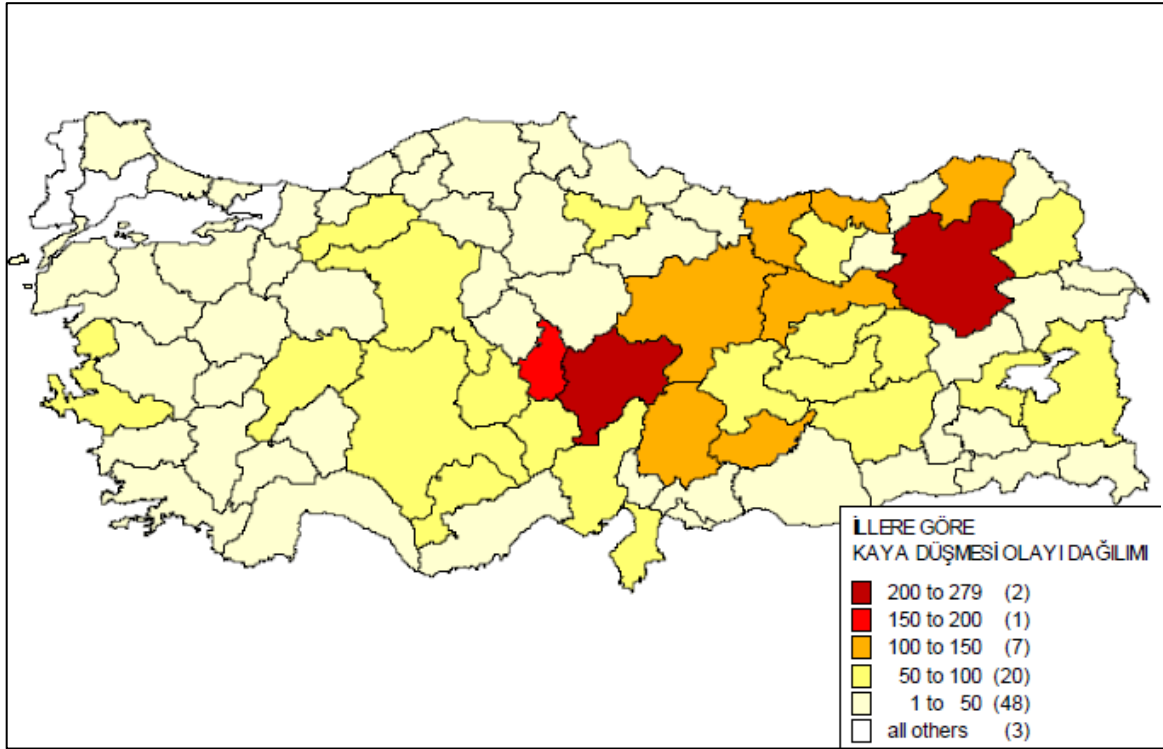 İLLERE GÖRE
KAYA DÜŞMESİ OLAYI DAĞILIMI
200 to 279 (2)
150 to 200 (1)
100 to 150 (7)
50 to 100 (20)
1 to 50 (48)
all others (3)